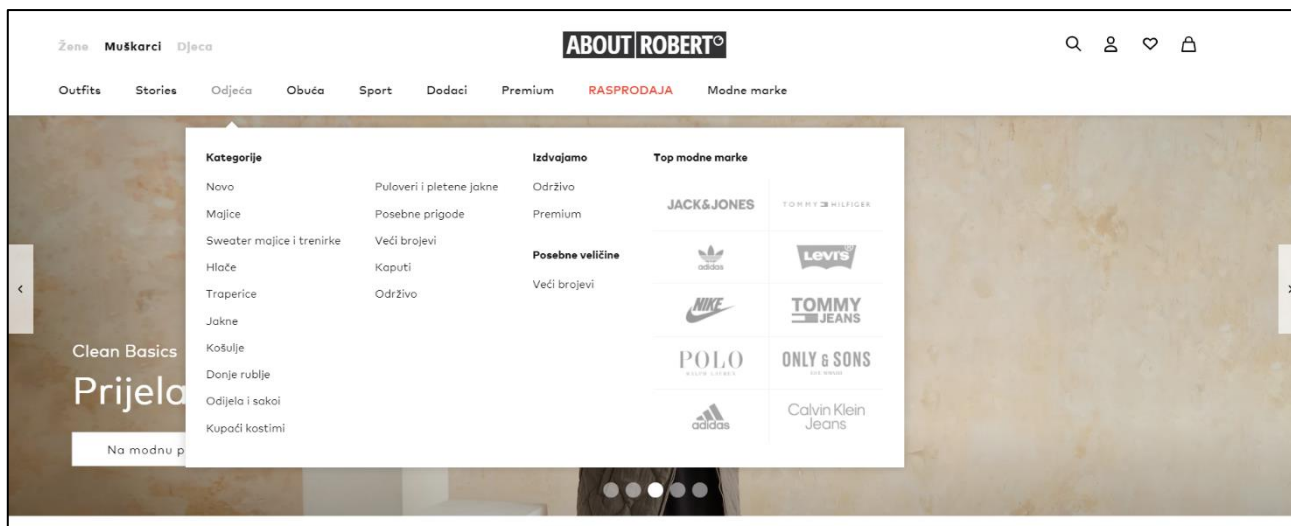 Žene Muškarci Djeca
ABOUT ROBERT
Outfits Stories Odjeća Obuća Sport Dodaci Premium RASPRODAJA Modne marke
Kategorije
Novo
Majice
Sweater majice i trenirke
Hlače
Traperice
Jakne
Košulje
Donje rublje
Odijela i sakoi
Kupaći kostimi
Puloveri i pletene jakne
Posebne prigode
Veći brojevi
Kaputi
Održivo
Izdvajamo
Održivo
Premium
Posebne veličine
Veći brojevi
Top modne marke
JACK&JONES
TOMMY HILFIGER
adidas
LEVI'S
NIKE
TOMMY
JEANS
POLO
RALPH LAUREN
ONLY & SONS
adidas
Calvin Klein
Jeans
Clean Basics
Prijela
Na modnu p